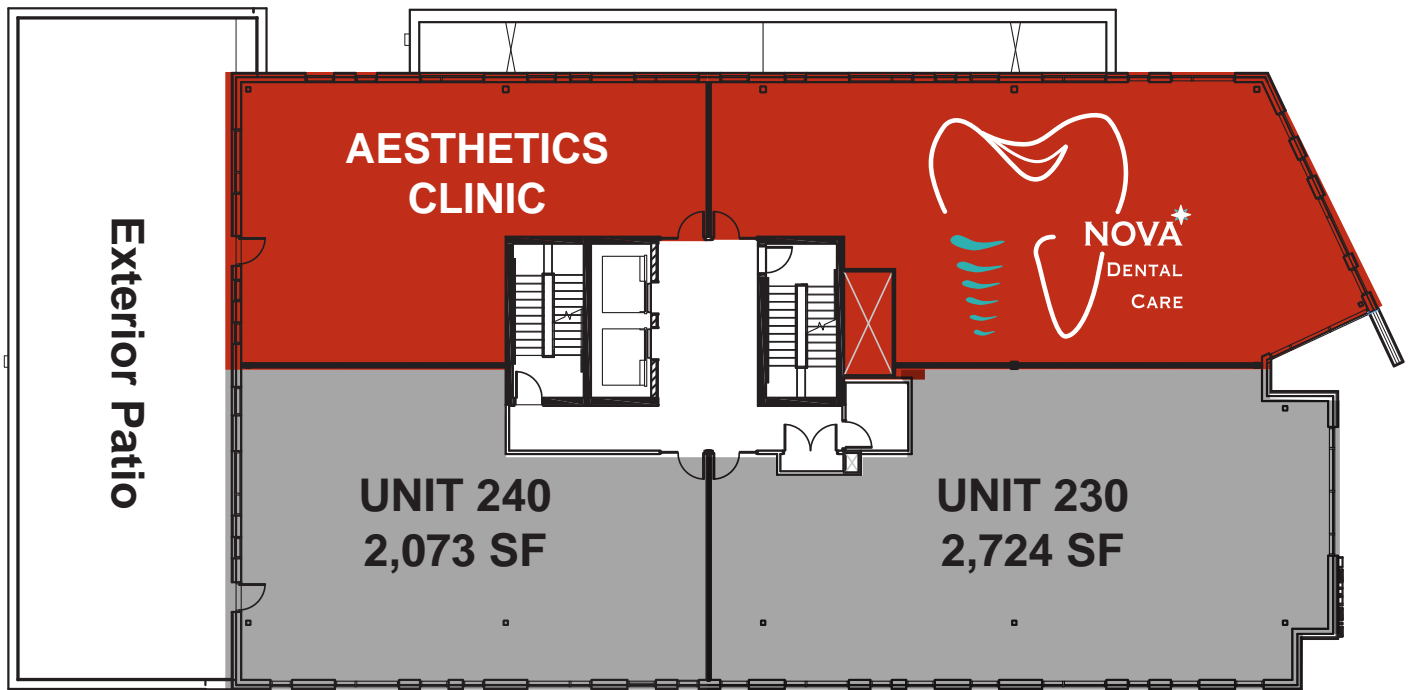 AESTHETICS
CLINIC
NOVA
DENTAL
CARE
Exterior Patio
UNIT 240
2,073 SF
UNIT 230
2,724 SF